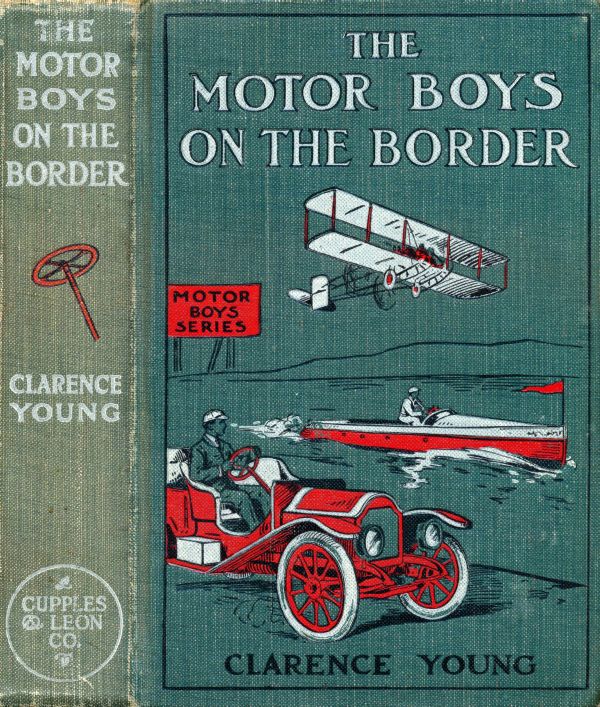 THE
MOTOR
BOYS
ON THE
BORDER
CLARENCE
YOUNG
CUPPLES
& LEON
CO.
THE
MOTOR BOYS
ON THE BORDER
MOTOR
BOYS
SERIES
CLARENCE YOUNG